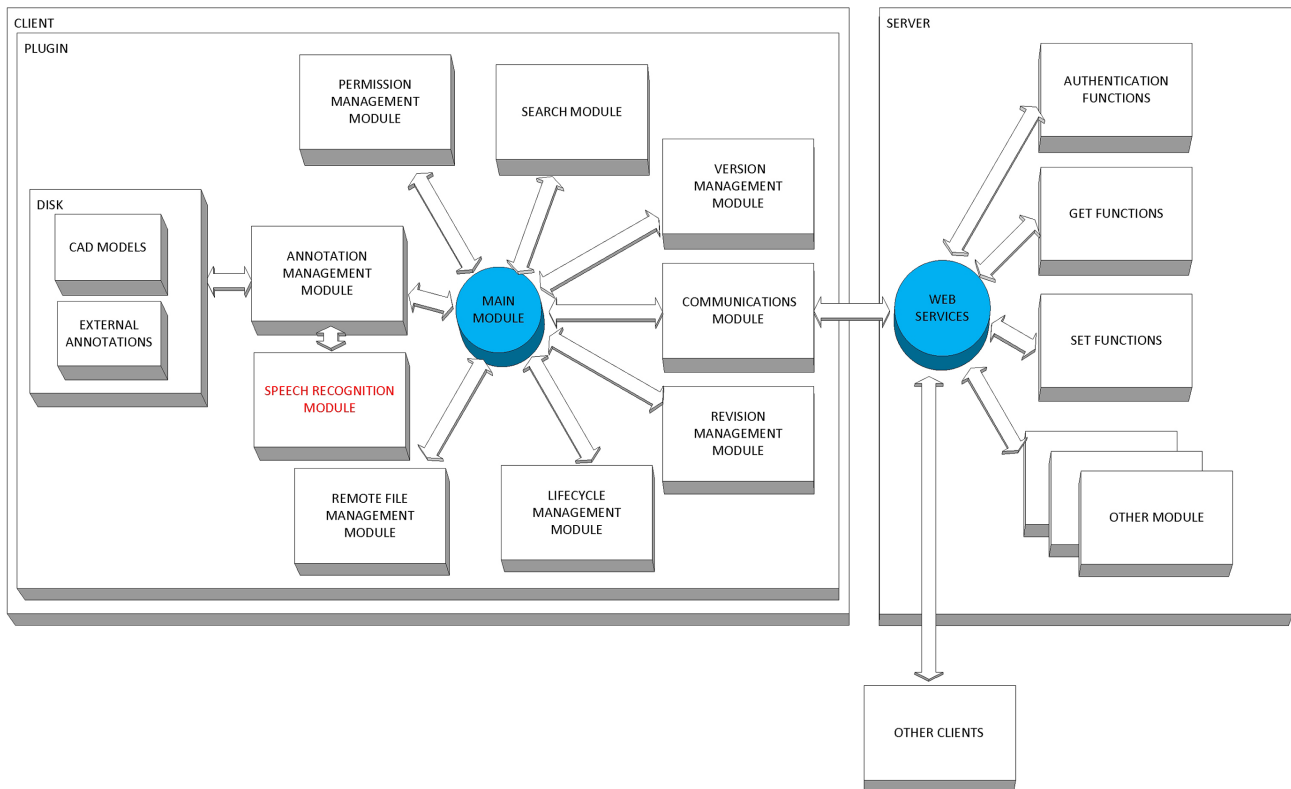 CLIENT
PLUGIN
PERMISSION
MANAGEMENT
MODULE
SEARCH MODULE
VERSION
MANAGEMENT
MODULE
DISK
CAD MODELS
EXTERNAL
ANNOTATIONS
ANNOTATION
MANAGEMENT
MODULE
MAIN
MODULE
COMMUNICATIONS
MODULE
SPEECH RECOGNITION
MODULE
REVISION
MANAGEMENT
MODULE
REMOTE FILE
MANAGEMENT
MODULE
LIFECYCLE
MANAGEMENT
MODULE
SERVER
AUTHENTICATION
FUNCTIONS
GET FUNCTIONS
WEB
SERVICES
SET FUNCTIONS
OTHER MODULE
OTHER CLIENTS